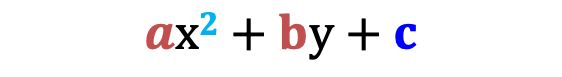 ax² + by + c